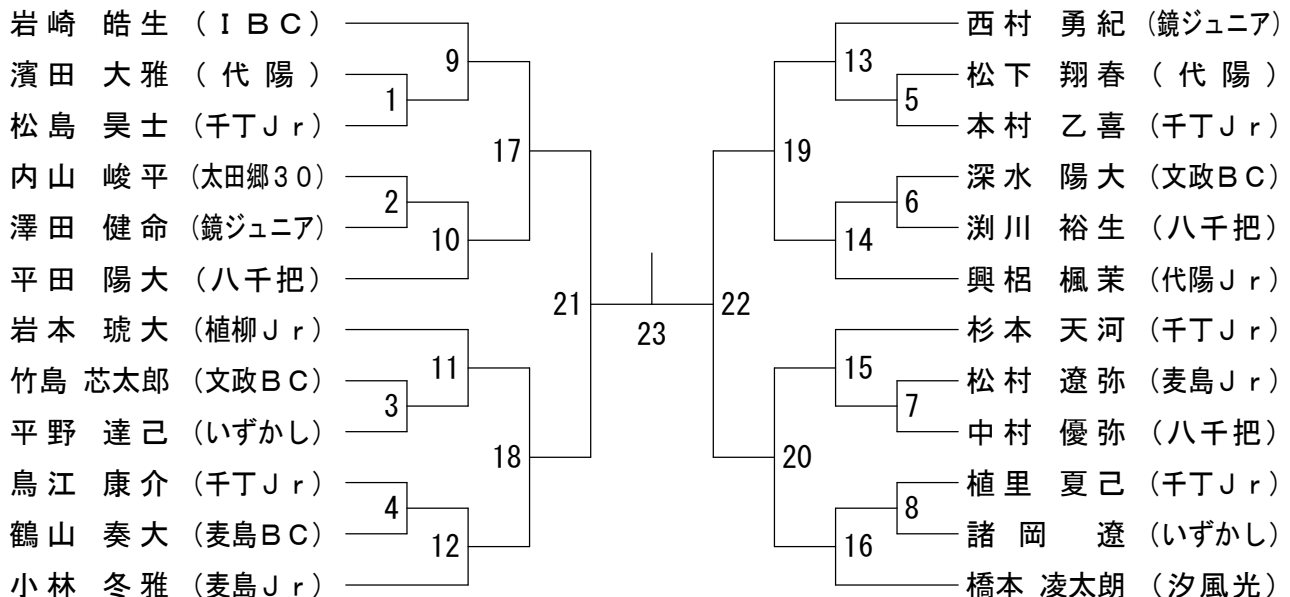 岩崎 皓生 (ＩＢＣ)
濱田 大雅 (代陽)
松島 昊士 (千丁Ｊｒ)
内山 峻平 (太田郷３０)
澤田 健命 (鏡ジュニア)
平田 陽大 (八千把)
岩本 琥大 (植柳Ｊｒ)
竹島 芯太郎 (文政ＢＣ)
平野 達己 (いずかし)
鳥江 康介 (千丁Ｊｒ)
鶴山 奏大 (麦島ＢＣ)
小林 冬雅 (麦島Ｊｒ)
1
2
3
4
9
10
11
12
17
18
21
23
22
19
20
13
14
15
16
5
6
7
8
西村 勇紀 (鏡ジュニア)
松下 翔春 (代陽)
本村 乙喜 (千丁Ｊｒ)
深水 陽大 (文政ＢＣ)
渕川 裕生 (八千把)
興梠 楓茉 (代陽Ｊｒ)
杉本 天河 (千丁Ｊｒ)
松村 遼弥 (麦島Ｊｒ)
中村 優弥 (八千把)
植里 夏己 (千丁Ｊｒ)
諸岡 遼 (いずかし)
橋本 凌太朗 (汐風光)